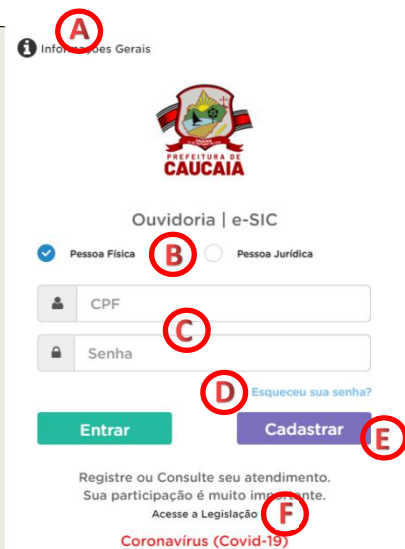 A
Informações Gerais
PREFEITURA DE
CAUCAIA
Ouvidoria | e-SIC
Pessoa Física B Pessoa Jurídica
CPF
C
Senha
D Esqueceu sua senha?
Entrar Cadastrar E
Registre ou Consulte seu atendimento.
Sua participação é muito importante.
Acesse a Legislação F
Coronavírus (Covid-19)